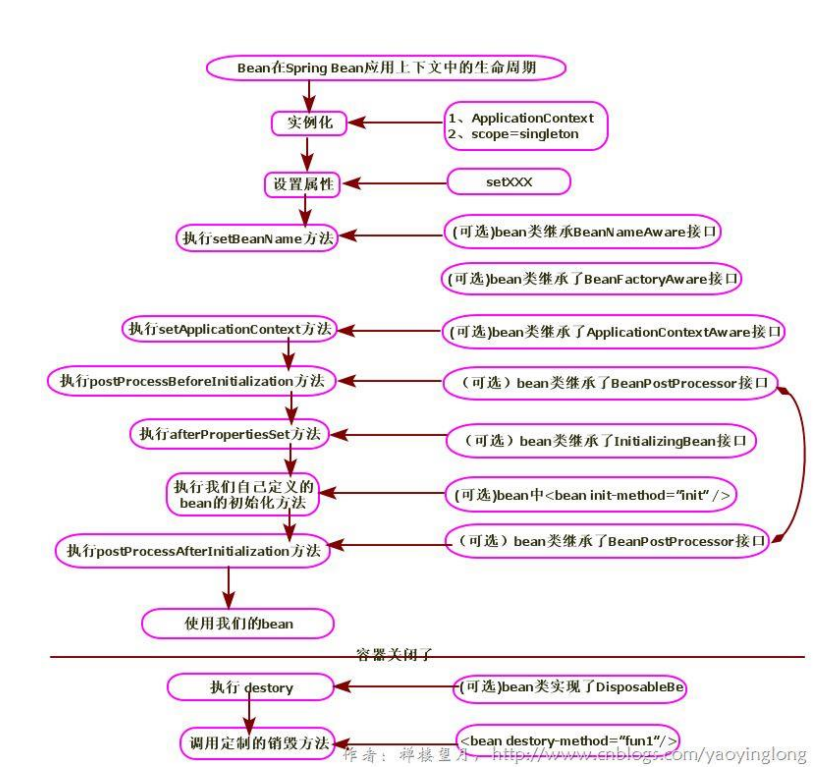 Bean在Spring Bean应用上下文中的生命周期
实例化
1、ApplicationContext
2、scope=singleton
设置属性
setXXX
执行setBeanName方法
(可选)bean类继承BeanNameAware接口
(可选)bean类继承了BeanFactoryAware接口
执行setApplicationContext方法
(可选)bean类继承了ApplicationContextAware接口
执行postProcessBeforeInitialization方法
（可选）bean类继承了BeanPostProcessor接口
执行afterPropertiesSet方法
（可选）bean类继承了InitializingBean接口
执行我们自己定义的
bean的初始化方法
(可选)bean中<bean init-method="init" />
执行postProcessAfterInitialization方法
（可选）bean类继承了BeanPostProcessor接口
使用我们的bean
容器关闭了
执行 destory
(可选)bean类实现了DisposableBe
调用定制的销毁方法
<bean destory-method="fun1"/>
作者：禅楼望月，http://www.cnblogs.com/yaoyinglong